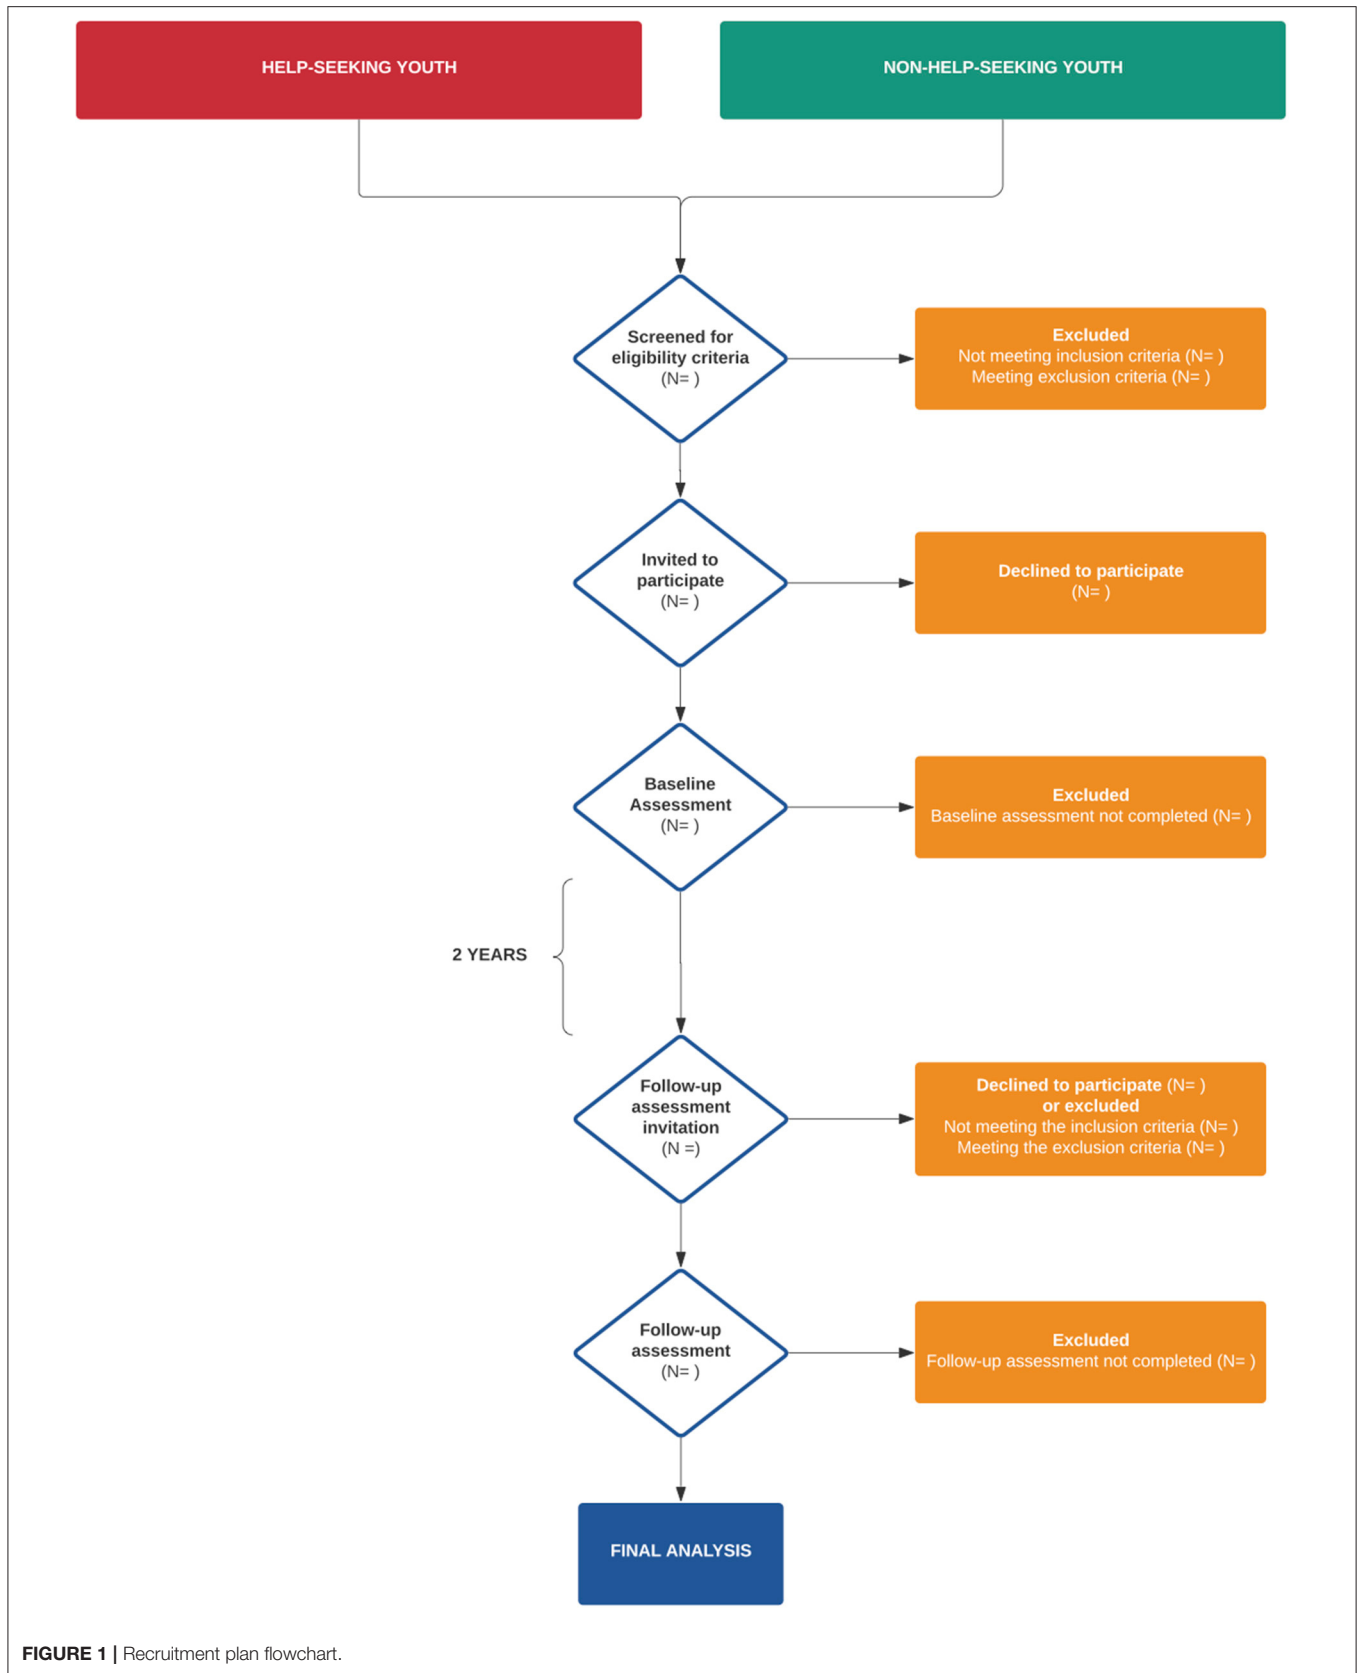 HELP-SEEKING YOUTH
NON-HELP-SEEKING YOUTH
Screened for
eligibility criteria
(N= )
Excluded
Not meeting inclusion criteria (N= )
Meeting exclusion criteria (N= )
Invited to
participate
(N= )
Declined to participate
(N= )
Baseline
Assessment
(N= )
Excluded
Baseline assessment not completed (N= )
2 YEARS
Follow-up
assessment
invitation
(N =)
Declined to participate (N= )
or excluded
Not meeting the inclusion criteria (N= )
Meeting the exclusion criteria (N= )
Follow-up
assessment
(N= )
Excluded
Follow-up assessment not completed (N= )
FINAL ANALYSIS
FIGURE 1 | Recruitment plan flowchart.